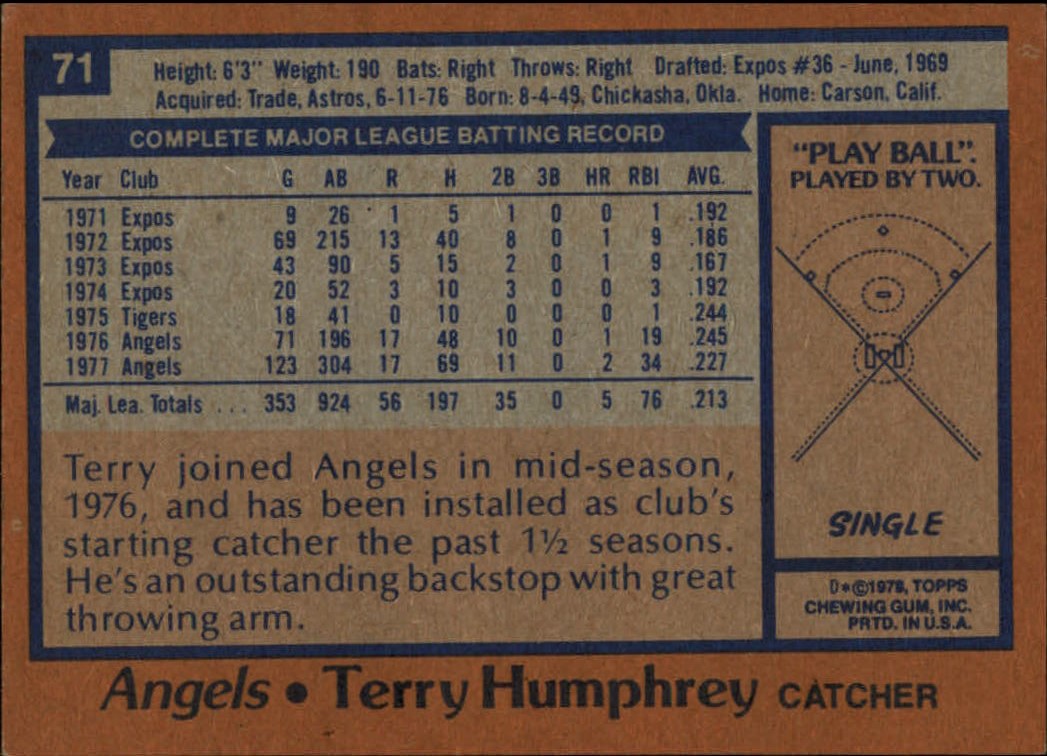 71
Height: 6'3" Weight: 190 Bats: Right Throws: Right Drafted: Expos #36 - June, 1969
Acquired: Trade, Astros, 6-11-76 Born: 8-4-49, Chickasha, Okla. Home: Carson, Calif.
COMPLETE MAJOR LEAGUE BATTING RECORD
Year Club G AB R H 2B 3B HR RBI AVG.
1971 Expos 9 26 1 5 1 0 0 1 .192
1972 Expos 69 215 13 40 8 0 1 9 .186
1973 Expos 43 90 5 15 2 0 1 9 .167
1974 Expos 20 52 3 10 3 0 0 3 .192
1975 Tigers 18 41 0 10 0 0 0 1 .244
1976 Angels 71 196 17 48 10 0 1 19 .245
1977 Angels 123 304 17 69 11 0 2 34 .227
Maj. Lea. Totals ... 353 924 56 197 35 0 5 76 .213
Terry joined Angels in mid-season,
1976, and has been installed as club's
starting catcher the past 1½ seasons.
He's an outstanding backstop with great
throwing arm.
"PLAY BALL".
PLAYED BY TWO.
SINGLE
D*©1978, TOPPS
CHEWING GUM, INC.
PRTD. IN U.S.A.
Angels • Terry Humphrey CATCHER